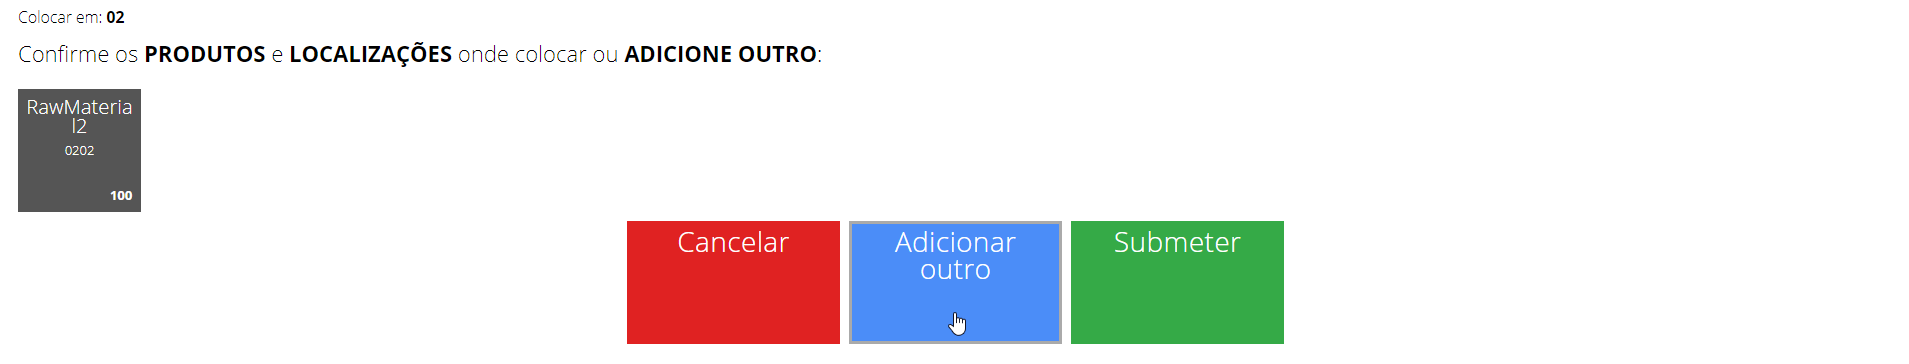 Colocar em: 02
Confirme os PRODUTOS e LOCALIZAÇÕES onde colocar ou ADICIONE OUTRO:
RawMateria
l2
0202
100
Cancelar
Adicionar
outro
Submeter